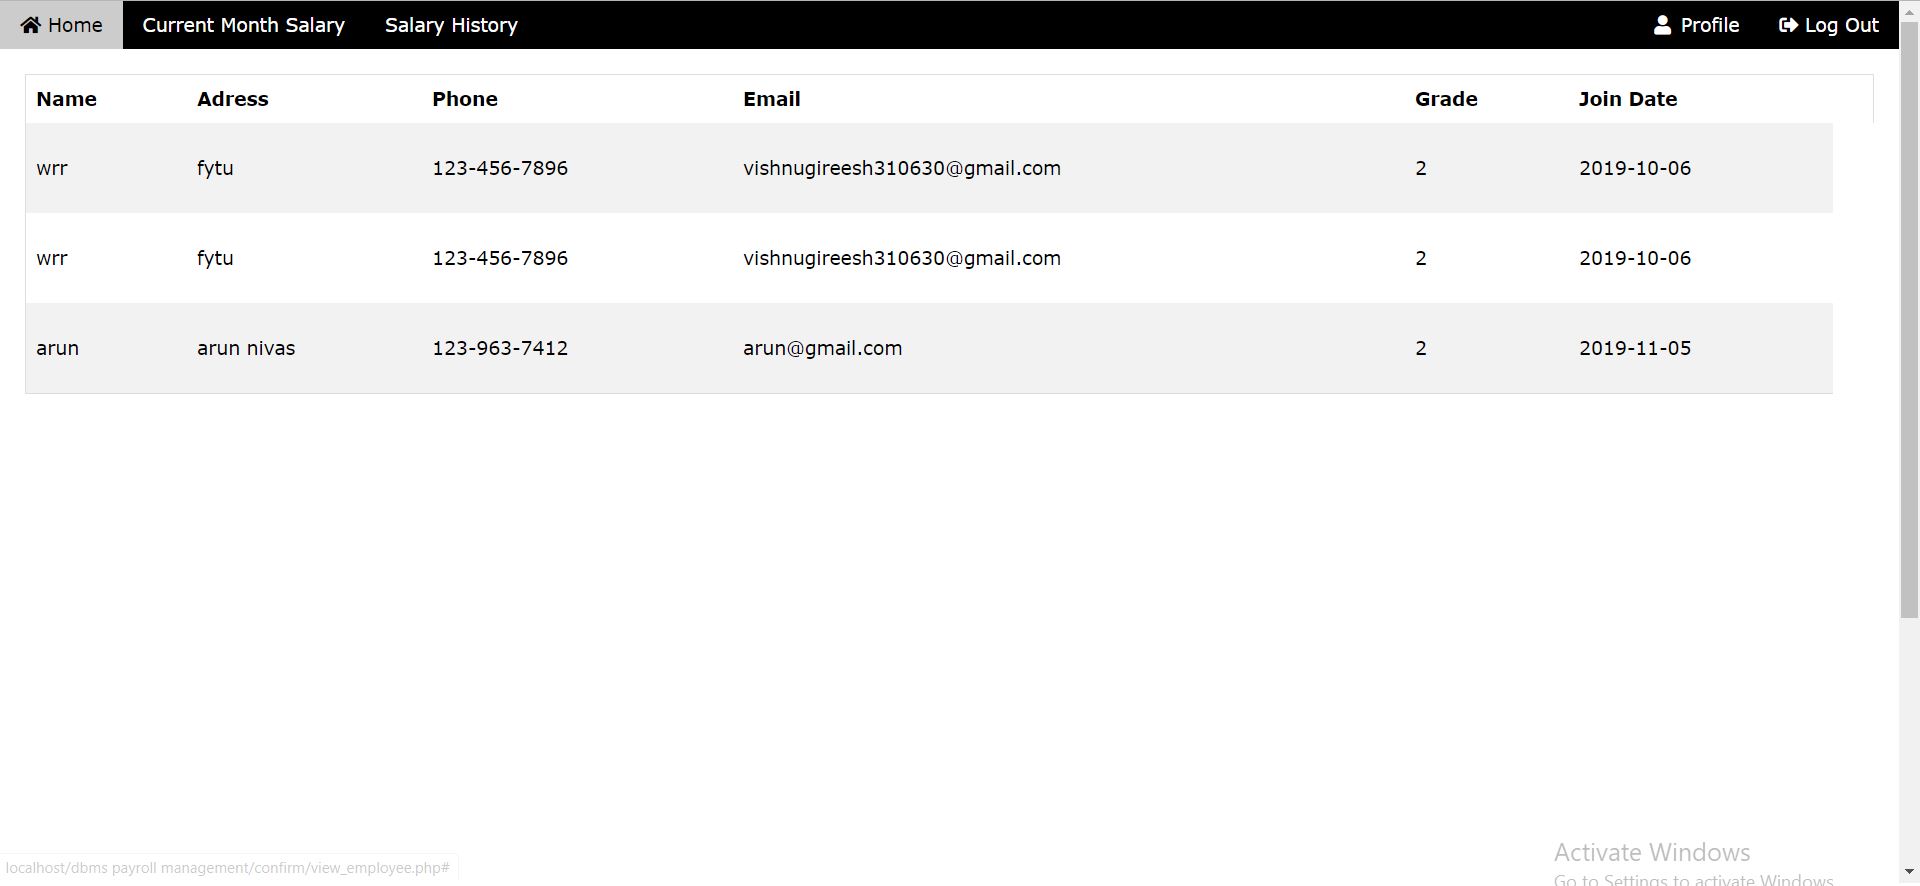 Home Current Month Salary Salary History Profile Log Out
Name Adress Phone Email Grade Join Date
wrr fytu 123-456-7896 vishnugireesh310630@gmail.com 2 2019-10-06
wrr fytu 123-456-7896 vishnugireesh310630@gmail.com 2 2019-10-06
arun arun nivas 123-963-7412 arun@gmail.com 2 2019-11-05
Activate Windows
localhost/dbms payroll management/confirm/view_employee.php#
Go to Settings to activate Windows